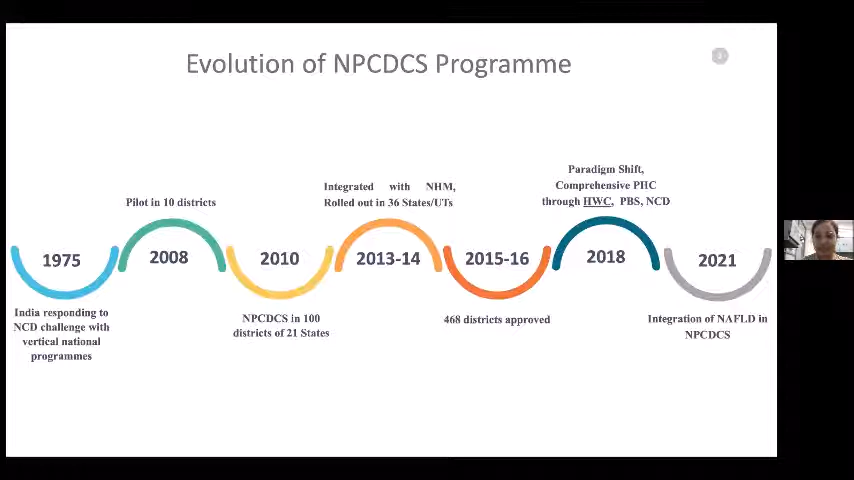 Evolution of NPCDCS Programme
1975
India responding to
NCD challenge with
vertical national
programmes
Pilot in 10 districts
2008
2010
NPCDCS in 100
districts of 21 States
Integrated with NHM,
Rolled out in 36 States/UTs
2013-14
2015-16
468 districts approved
Paradigm Shift,
Comprehensive PHC
through HWC, PBS, NCD
2018
2021
Integration of NAFLD in
NPCDCS